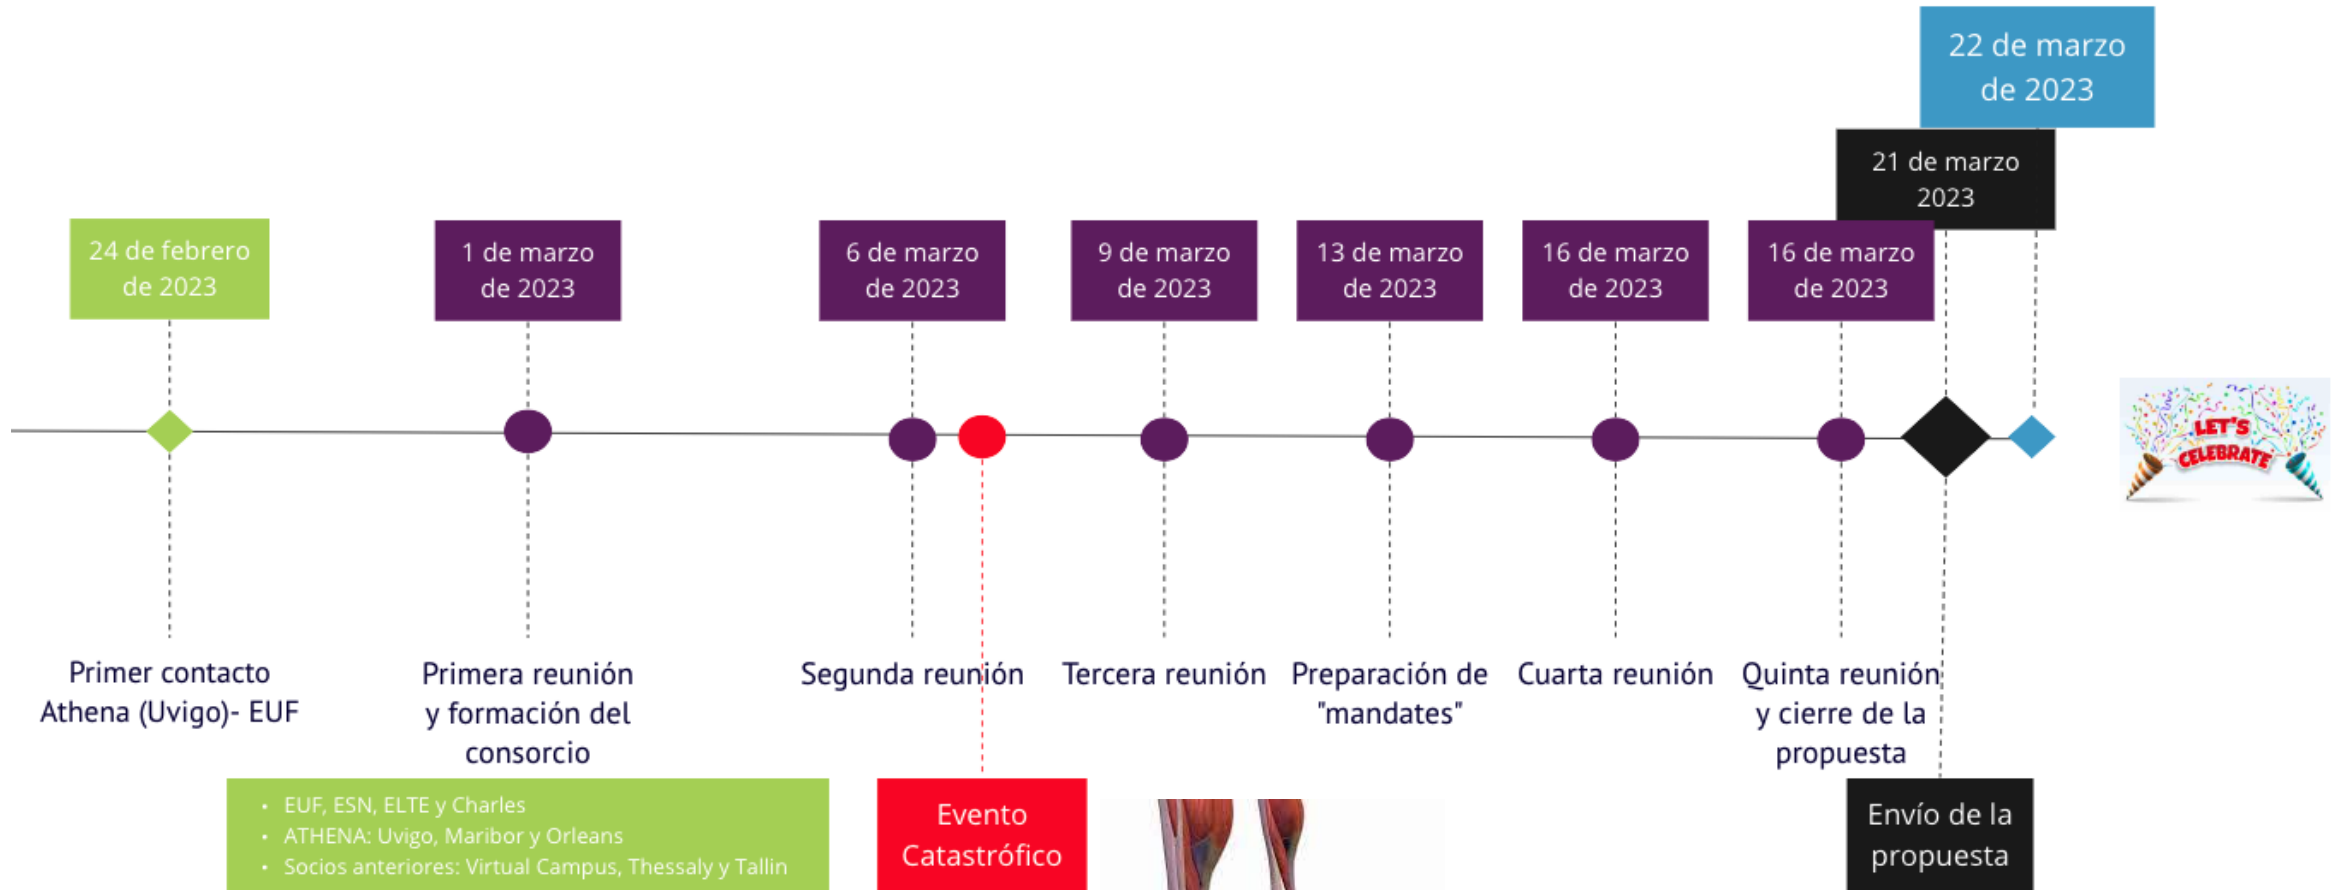 22 de marzo
de 2023
21 de marzo
2023
24 de febrero
de 2023
1 de marzo
de 2023
6 de marzo
de 2023
9 de marzo
de 2023
13 de marzo
de 2023
16 de marzo
de 2023
16 de marzo
de 2023
LET'S
CELEBRATE
Primer contacto
Athena (Uvigo)- EUF
Primera reunión
y formación del
consorcio
Segunda reunión
Tercera reunión
Preparación de
"mandates"
Cuarta reunión
Quinta reunión
y cierre de la
propuesta
• EUF, ESN, ELTE y Charles
• ATHENA: Uvigo, Maribor y Orleans
• Socios anteriores: Virtual Campus, Thessaly y Tallin
Evento
Catastrófico
Envío de la
propuesta